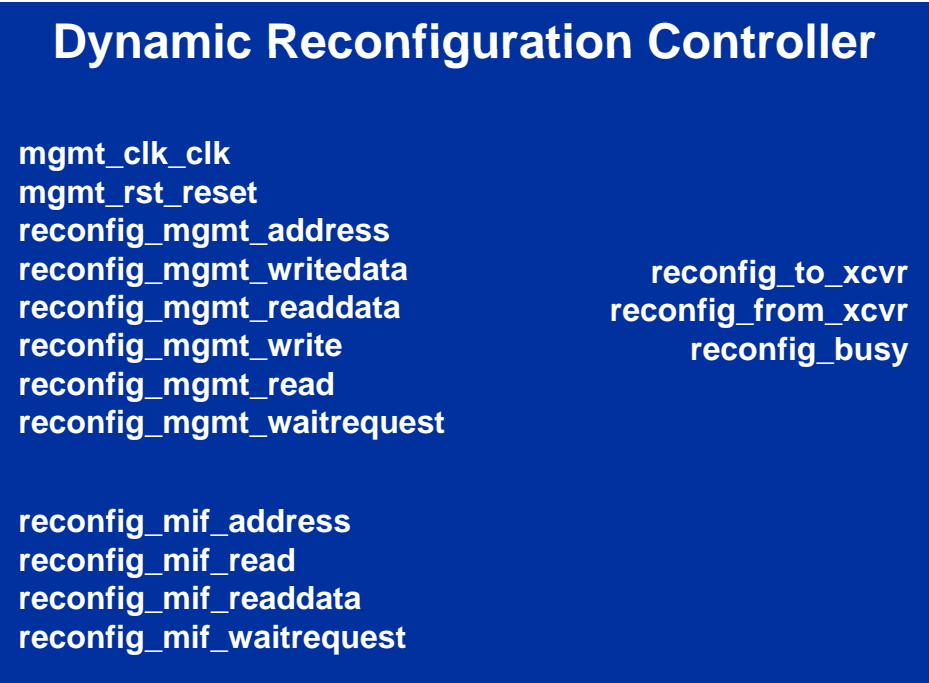 Dynamic Reconfiguration Controller
mgmt_clk_clk
mgmt_rst_reset
reconfig_mgmt_address
reconfig_mgmt_writedata
reconfig_mgmt_readdata
reconfig_mgmt_write
reconfig_mgmt_read
reconfig_mgmt_waitrequest
reconfig_mif_address
reconfig_mif_read
reconfig_mif_readdata
reconfig_mif_waitrequest
reconfig_to_xcvr
reconfig_from_xcvr
reconfig_busy